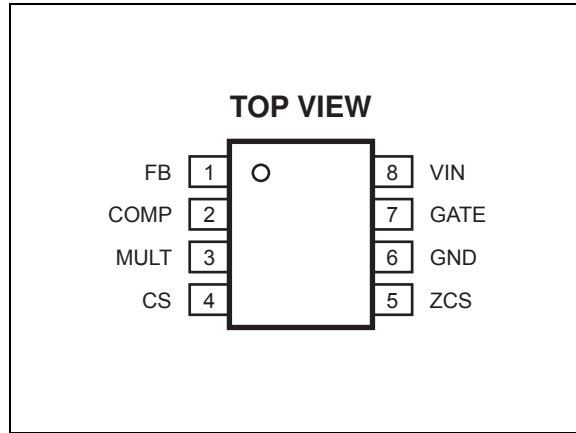 TOP VIEW
FB 1 8 VIN
COMP 2 7 GATE
MULT 3 6 GND
CS 4 5 ZCS